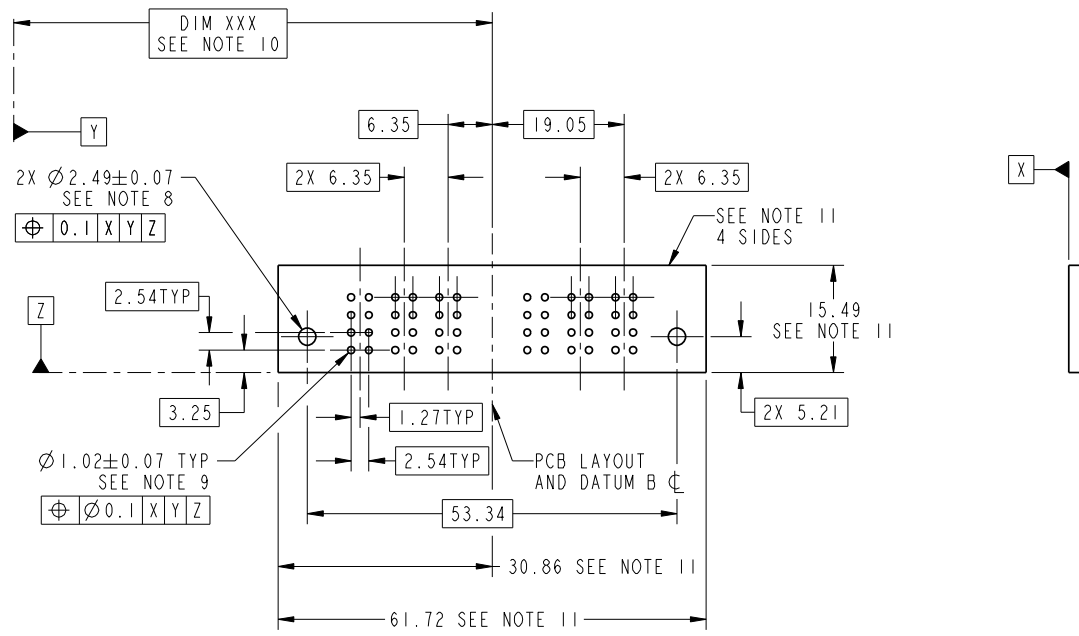 DIM XXX
SEE NOTE 10
Y
6.35
19.05
2X Ø2.49±0.07
SEE NOTE 8
⌖ 0.1 X Y Z
2X 6.35
2X 6.35
X
SEE NOTE 11
4 SIDES
2.54TYP
Z
15.49
SEE NOTE 11
3.25
1.27TYP
2X 5.21
Ø1.02±0.07 TYP
SEE NOTE 9
⌖ Ø0.1 X Y Z
2.54TYP
PCB LAYOUT
AND DATUM B ℄
53.34
30.86 SEE NOTE 11
61.72 SEE NOTE 11